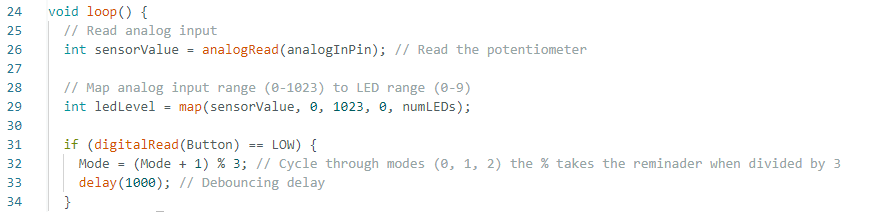 24 void loop() {
25 // Read analog input
26 int sensorValue = analogRead(analogInPin); // Read the potentiometer
27
28 // Map analog input range (0-1023) to LED range (0-9)
29 int ledLevel = map(sensorValue, 0, 1023, 0, numLEDs);
30
31 if (digitalRead(Button) == LOW) {
32 Mode = (Mode + 1) % 3; // Cycle through modes (0, 1, 2) the % takes the reminader when divided by 3
33 delay(1000); // Debouncing delay
34 }